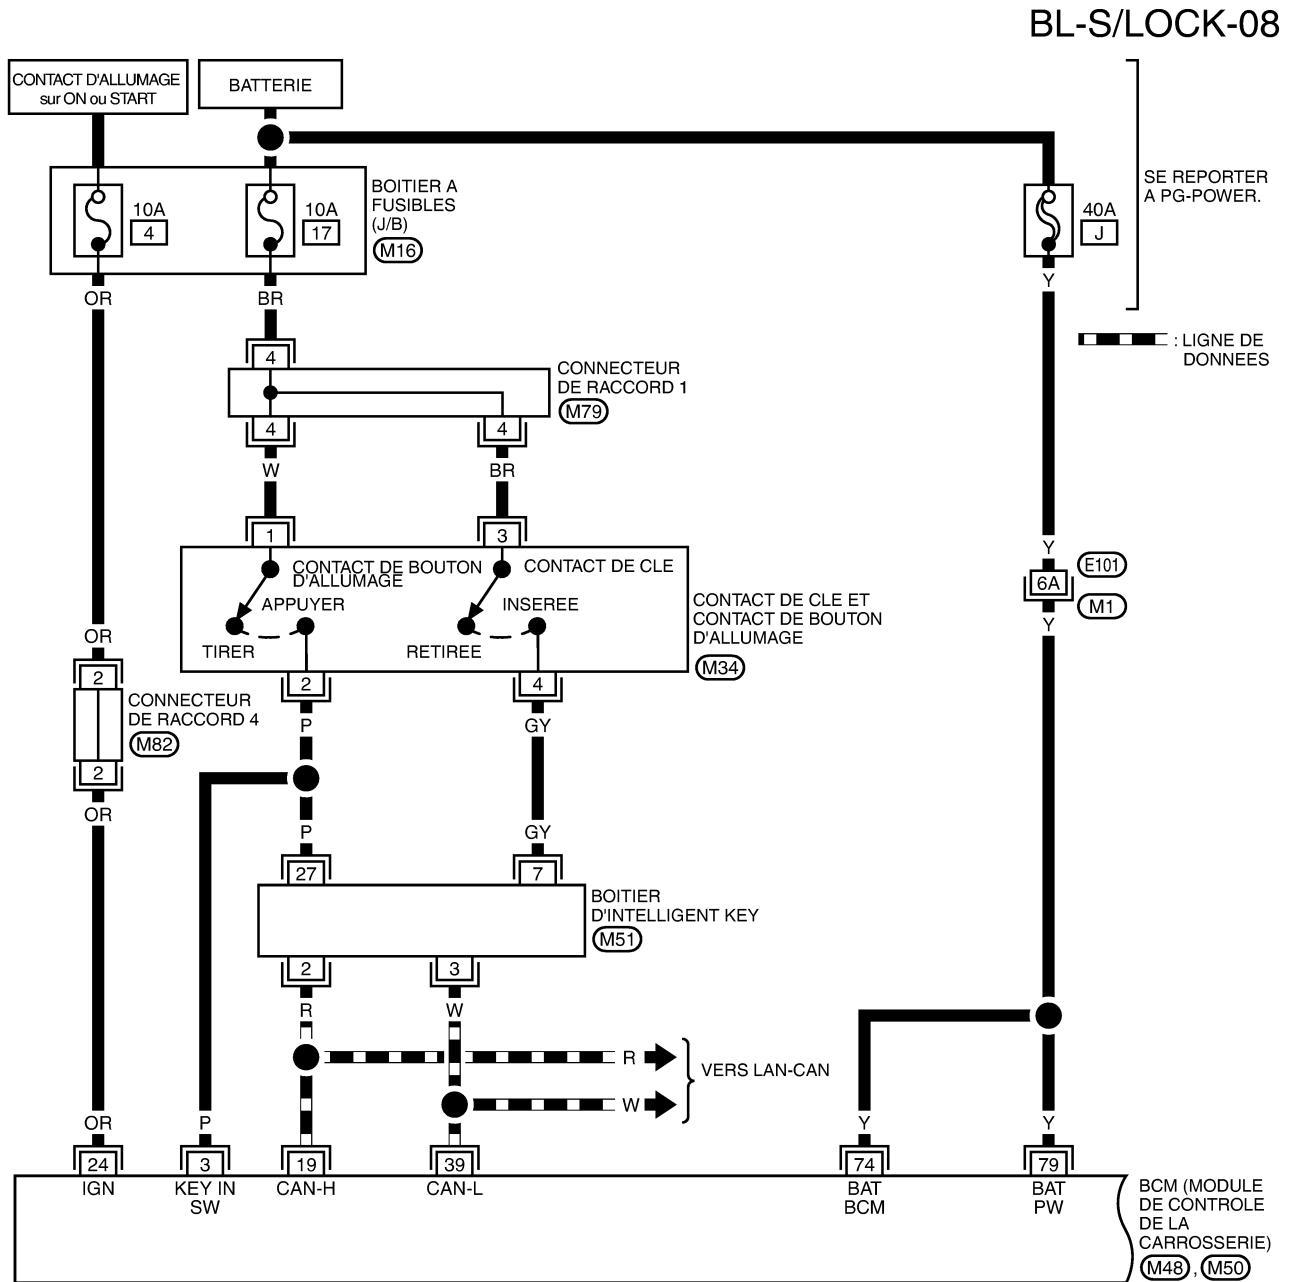 BL-S/LOCK-08
CONTACT D'ALLUMAGE
sur ON ou START
BATTERIE
SE REPORTER
A PG-POWER.
BOITIER A
FUSIBLES
(J/B)
M16
10A
4
10A
17
40A
J
OR
BR
Y
: LIGNE DE
DONNEES
4
CONNECTEUR
DE RACCORD 1
M79
4
4
W
BR
1
3
Y
E101
6A
M1
Y
CONTACT DE BOUTON
D'ALLUMAGE
CONTACT DE CLE
APPUYER
INSEREE
TIRER
RETIREE
CONTACT DE CLE ET
CONTACT DE BOUTON
D'ALLUMAGE
M34
OR
2
CONNECTEUR
DE RACCORD 4
M82
2
OR
2
4
P
GY
P
GY
27
7
BOITIER
D'INTELLIGENT KEY
M51
2
3
R
W
R
W
VERS LAN-CAN
OR
P
Y
Y
24
3
19
39
74
79
IGN
KEY IN
SW
CAN-H
CAN-L
BAT
BCM
BAT
PW
BCM (MODULE
DE CONTROLE
DE LA
CARROSSERIE)
M48 , M50